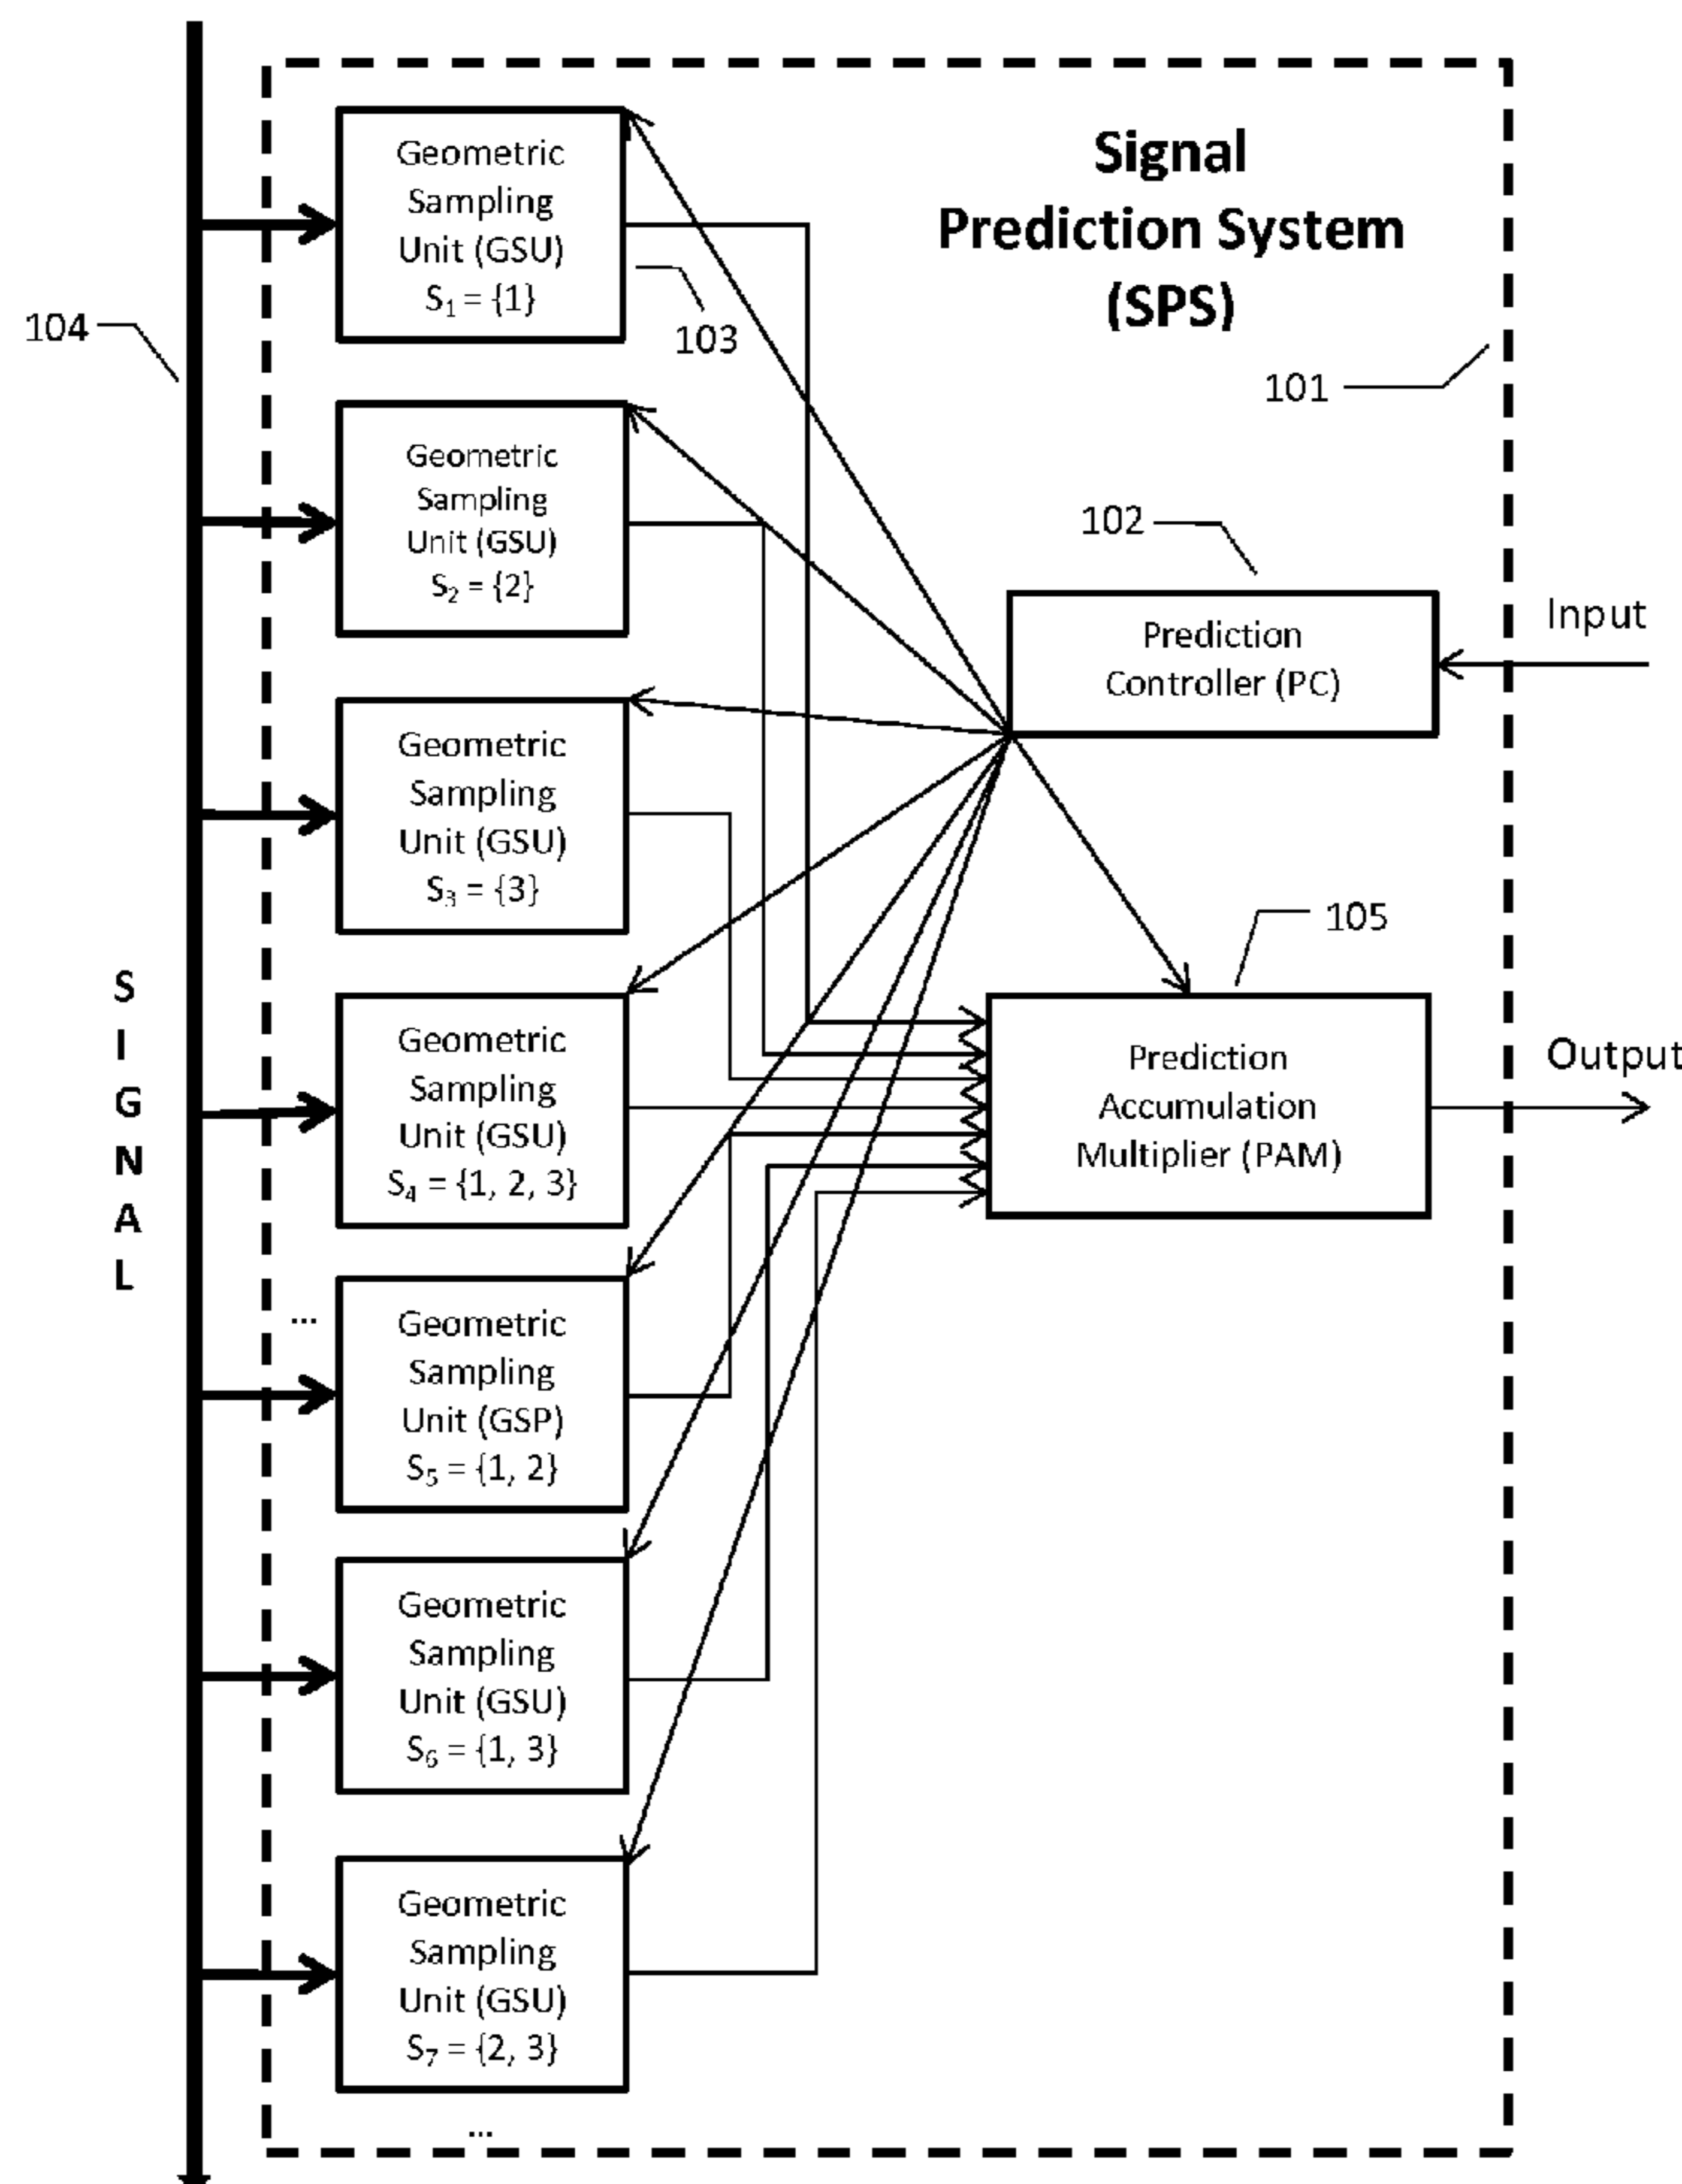 Signal
Prediction System
(SPS)
104
101
Geometric
Sampling
Unit (GSU)
S₁ = {1}
103
Geometric
Sampling
Unit (GSU)
S₂ = {2}
102
Prediction
Controller (PC)
Input
Geometric
Sampling
Unit (GSU)
S₃ = {3}
105
S
I
G
N
A
L
Geometric
Sampling
Unit (GSU)
S₄ = {1, 2, 3}
Prediction
Accumulation
Multiplier (PAM)
Output
...
Geometric
Sampling
Unit (GSP)
S₅ = {1, 2}
Geometric
Sampling
Unit (GSU)
S₆ = {1, 3}
Geometric
Sampling
Unit (GSU)
S₇ = {2, 3}
...